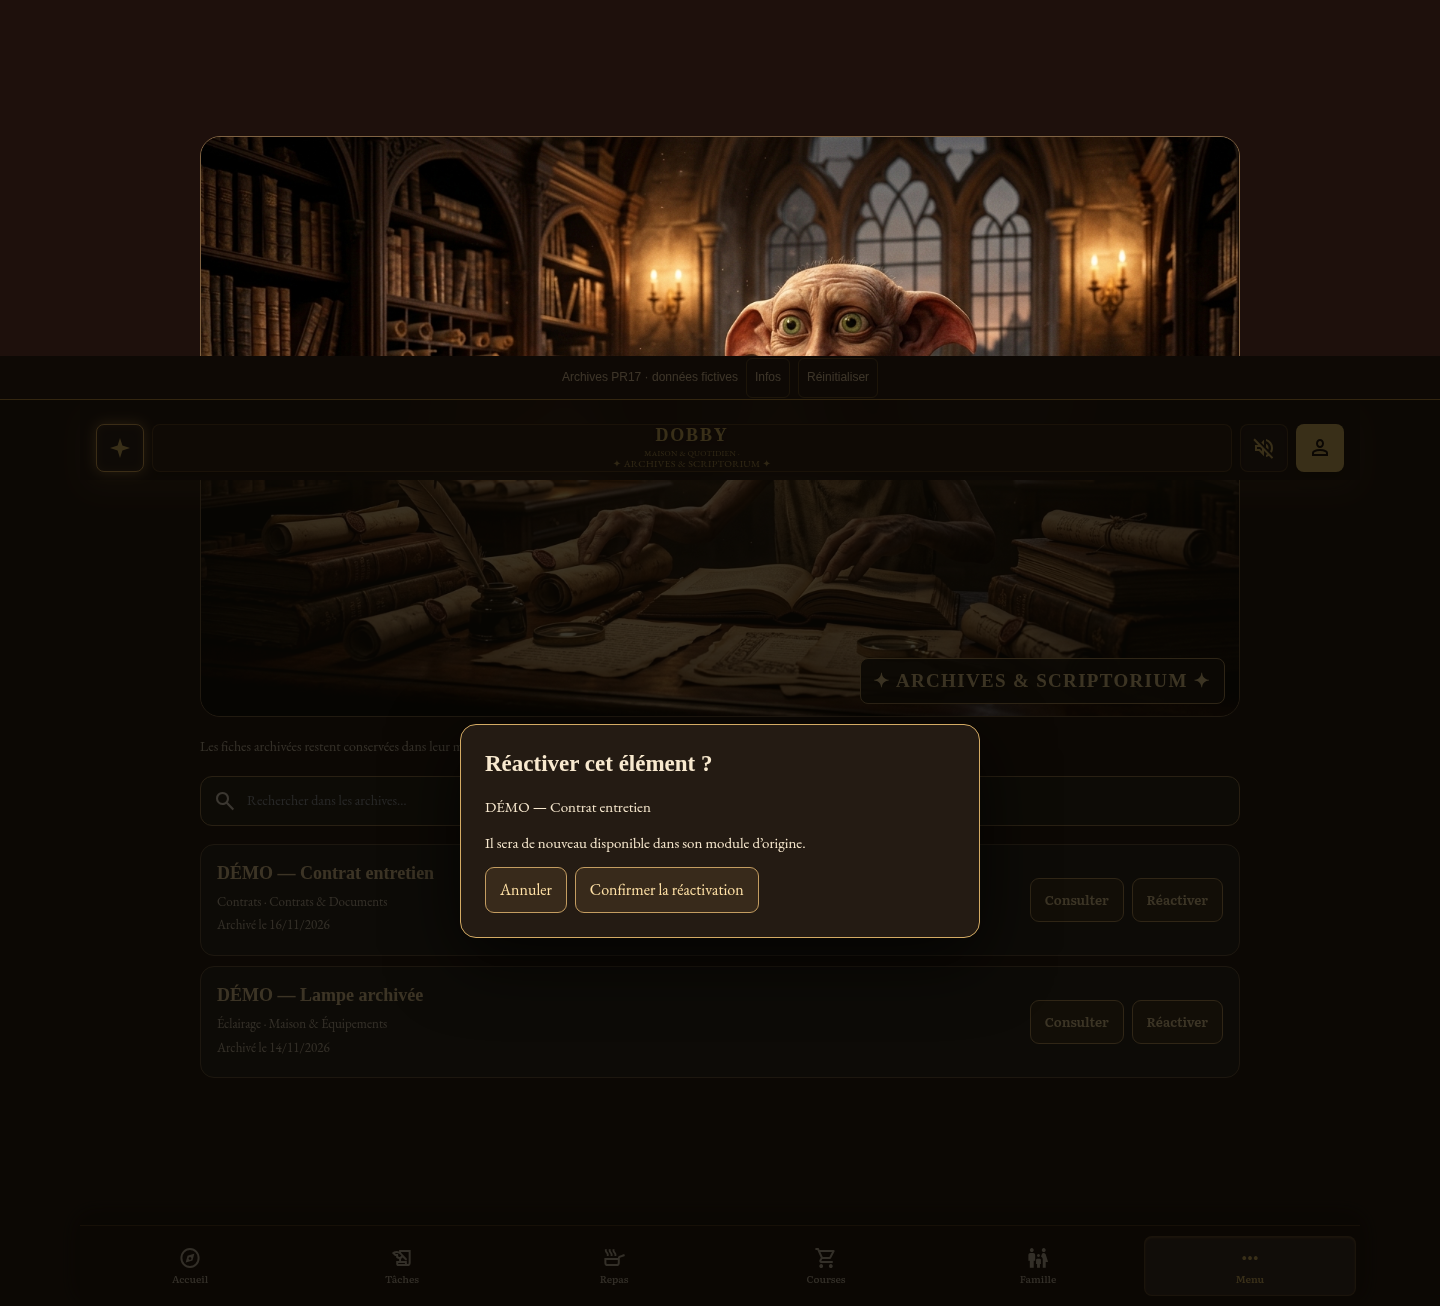 Archives PR17 · données fictives Infos Réinitialiser
DOBBY
MAISON & QUOTIDIEN
✦ ARCHIVES & SCRIPTORIUM ✦
✦ ARCHIVES & SCRIPTORIUM ✦
Les fiches archivées restent conservées dans leur
Rechercher dans les archives…
Réactiver cet élément ?
DÉMO — Contrat entretien
Il sera de nouveau disponible dans son module d’origine.
Annuler Confirmer la réactivation
DÉMO — Contrat entretien
Contrats · Contrats & Documents
Archivé le 16/11/2026
Consulter Réactiver
DÉMO — Lampe archivée
Éclairage · Maison & Équipements
Archivé le 14/11/2026
Consulter Réactiver
Accueil Tâches Repas Courses Famille Menu